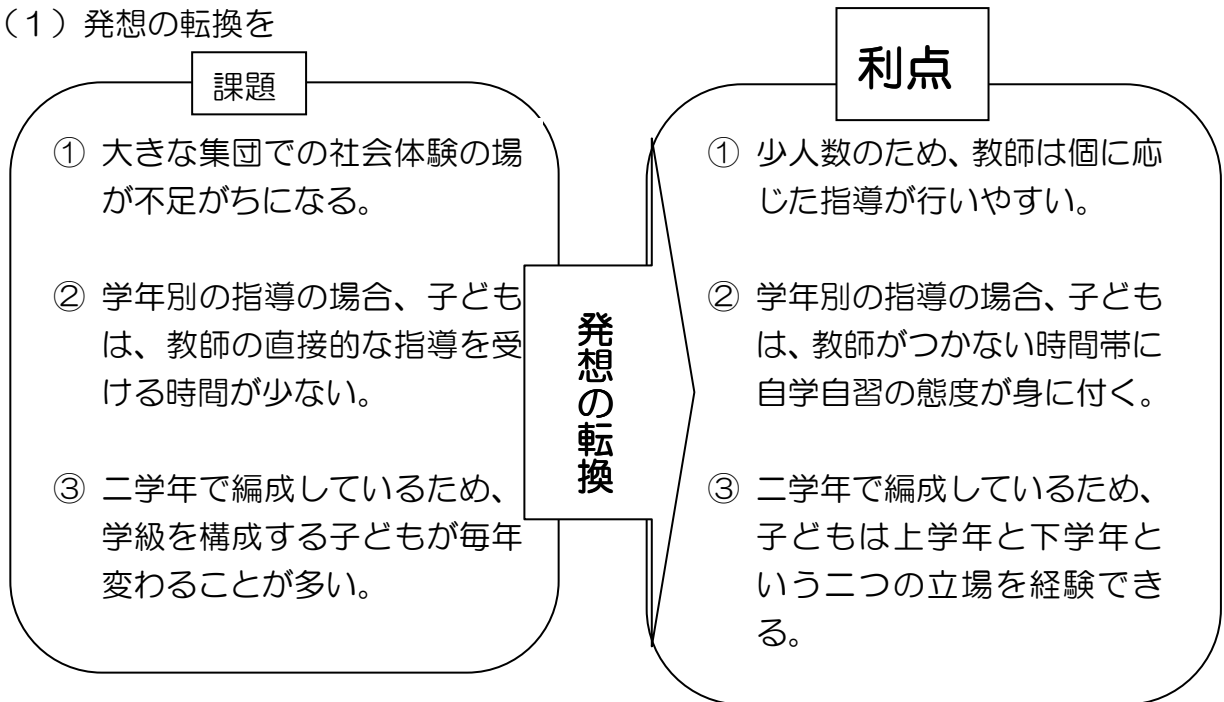 （１）発想の転換を
課題
① 大きな集団での社会体験の場
が不足がちになる。
② 学年別の指導の場合、子ども
は、教師の直接的な指導を受
ける時間が少ない。
③ 二学年で編成しているため、
学級を構成する子どもが毎年
変わることが多い。
発想の転換
利点
① 少人数のため、教師は個に応
じた指導が行いやすい。
② 学年別の指導の場合、子ども
は、教師がつかない時間帯に
自学自習の態度が身に付く。
③ 二学年で編成しているため、
子どもは上学年と下学年と
いう二つの立場を経験でき
る。